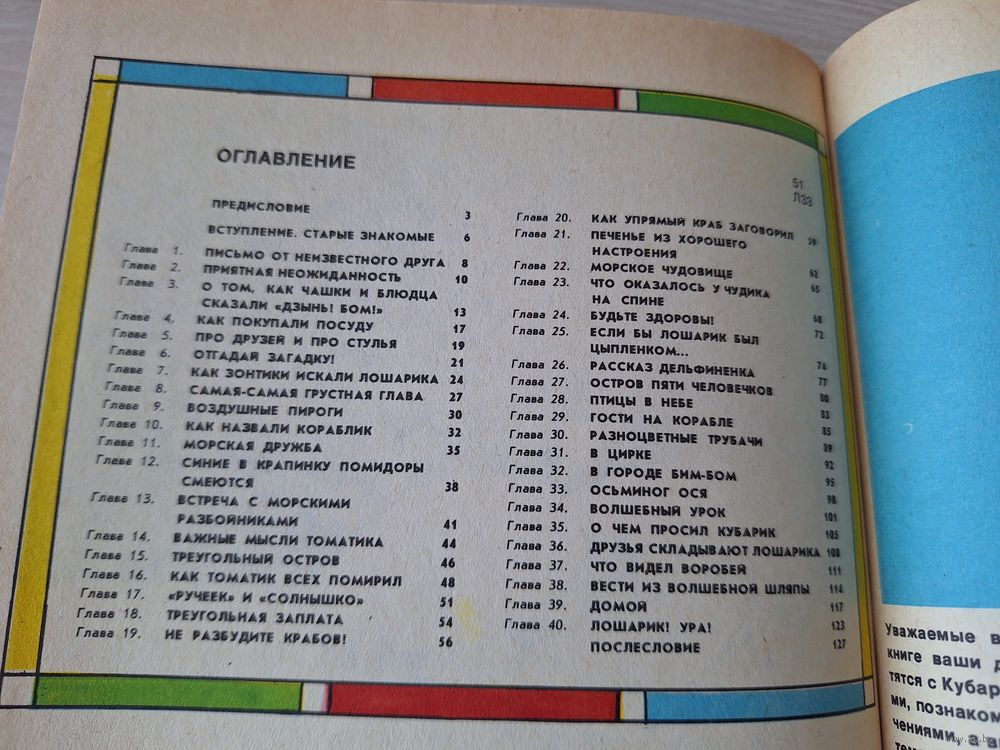 ОГЛАВЛЕНИЕ
51
Л33
ПРЕДИСЛОВИЕ 3
ВСТУПЛЕНИЕ. СТАРЫЕ ЗНАКОМЫЕ 6
Глава 1. ПИСЬМО ОТ НЕИЗВЕСТНОГО ДРУГА 8
Глава 2. ПРИЯТНАЯ НЕОЖИДАННОСТЬ 10
Глава 3. О ТОМ, КАК ЧАШКИ И БЛЮДЦА
СКАЗАЛИ «ДЗЫНЬ! БОМ!» 13
Глава 4. КАК ПОКУПАЛИ ПОСУДУ 17
Глава 5. ПРО ДРУЗЕЙ И ПРО СТУЛЬЯ 19
Глава 6. ОТГАДАЙ ЗАГАДКУ! 21
Глава 7. КАК ЗОНТИКИ ИСКАЛИ ЛОШАРИКА 24
Глава 8. САМАЯ-САМАЯ ГРУСТНАЯ ГЛАВА 27
Глава 9. ВОЗДУШНЫЕ ПИРОГИ 30
Глава 10. КАК НАЗВАЛИ КОРАБЛИК 32
Глава 11. МОРСКАЯ ДРУЖБА 35
Глава 12. СИНИЕ В КРАПИНКУ ПОМИДОРЫ
СМЕЮТСЯ 38
Глава 13. ВСТРЕЧА С МОРСКИМИ
РАЗБОЙНИКАМИ 41
Глава 14. ВАЖНЫЕ МЫСЛИ ТОМАТИКА 44
Глава 15. ТРЕУГОЛЬНЫЙ ОСТРОВ 46
Глава 16. КАК ТОМАТИК ВСЕХ ПОМИРИЛ 48
Глава 17. «РУЧЕЕК» И «СОЛНЫШКО» 51
Глава 18. ТРЕУГОЛЬНАЯ ЗАПЛАТА 54
Глава 19. НЕ РАЗБУДИТЕ КРАБОВ! 56
Глава 20. КАК УПРЯМЫЙ КРАБ ЗАГОВОРИЛ 59
Глава 21. ПЕЧЕНЬЕ ИЗ ХОРОШЕГО
НАСТРОЕНИЯ
Глава 22. МОРСКОЕ ЧУДОВИЩЕ 62
Глава 23. ЧТО ОКАЗАЛОСЬ У ЧУДИКА 65
НА СПИНЕ
Глава 24. БУДЬТЕ ЗДОРОВЫ! 68
Глава 25. ЕСЛИ БЫ ЛОШАРИК БЫЛ 72
ЦЫПЛЕНКОМ...
Глава 26. РАССКАЗ ДЕЛЬФИНЕНКА 74
Глава 27. ОСТРОВ ПЯТИ ЧЕЛОВЕЧКОВ 77
Глава 28. ПТИЦЫ В НЕБЕ 80
Глава 29. ГОСТИ НА КОРАБЛЕ 83
Глава 30. РАЗНОЦВЕТНЫЕ ТРУБАЧИ 85
Глава 31. В ЦИРКЕ 89
Глава 32. В ГОРОДЕ БИМ-БОМ 92
Глава 33. ОСЬМИНОГ ОСЯ 95
Глава 34. ВОЛШЕБНЫЙ УРОК 98
Глава 35. О ЧЕМ ПРОСИЛ КУБАРИК 101
105
Глава 36. ДРУЗЬЯ СКЛАДЫВАЮТ ЛОШАРИКА 108
Глава 37. ЧТО ВИДЕЛ ВОРОБЕЙ 111
Глава 38. ВЕСТИ ИЗ ВОЛШЕБНОЙ ШЛЯПЫ 114
Глава 39. ДОМОЙ 117
Глава 40. ЛОШАРИК! УРА! 123
ПОСЛЕСЛОВИЕ 127
Уважаемые в
книге ваши д
тятся с Кубар
ми, познаком
чениями, а в